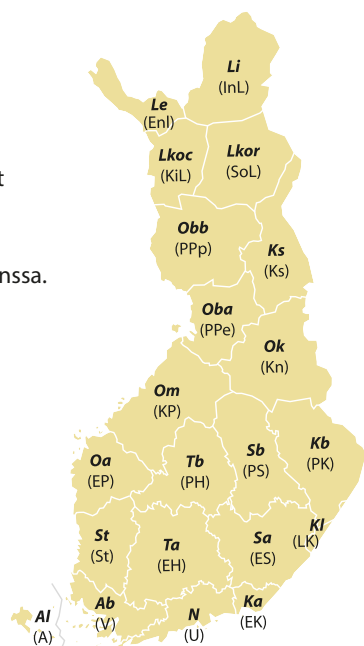 Li
(InL)
Le
(Enl)
Lkoc
(KiL)
Lkor
(SoL)
t
Obb
(PPp)
Ks
(Ks)
nssa.
Oba
(PPe)
Ok
(Kn)
Om
(KP)
Kb
(PK)
Sb
(PS)
Oa
(EP)
Tb
(PH)
Kl
(LK)
St
(St)
Ta
(EH)
Sa
(ES)
Ab
(V)
N
(U)
Ka
(EK)
Al
(A)